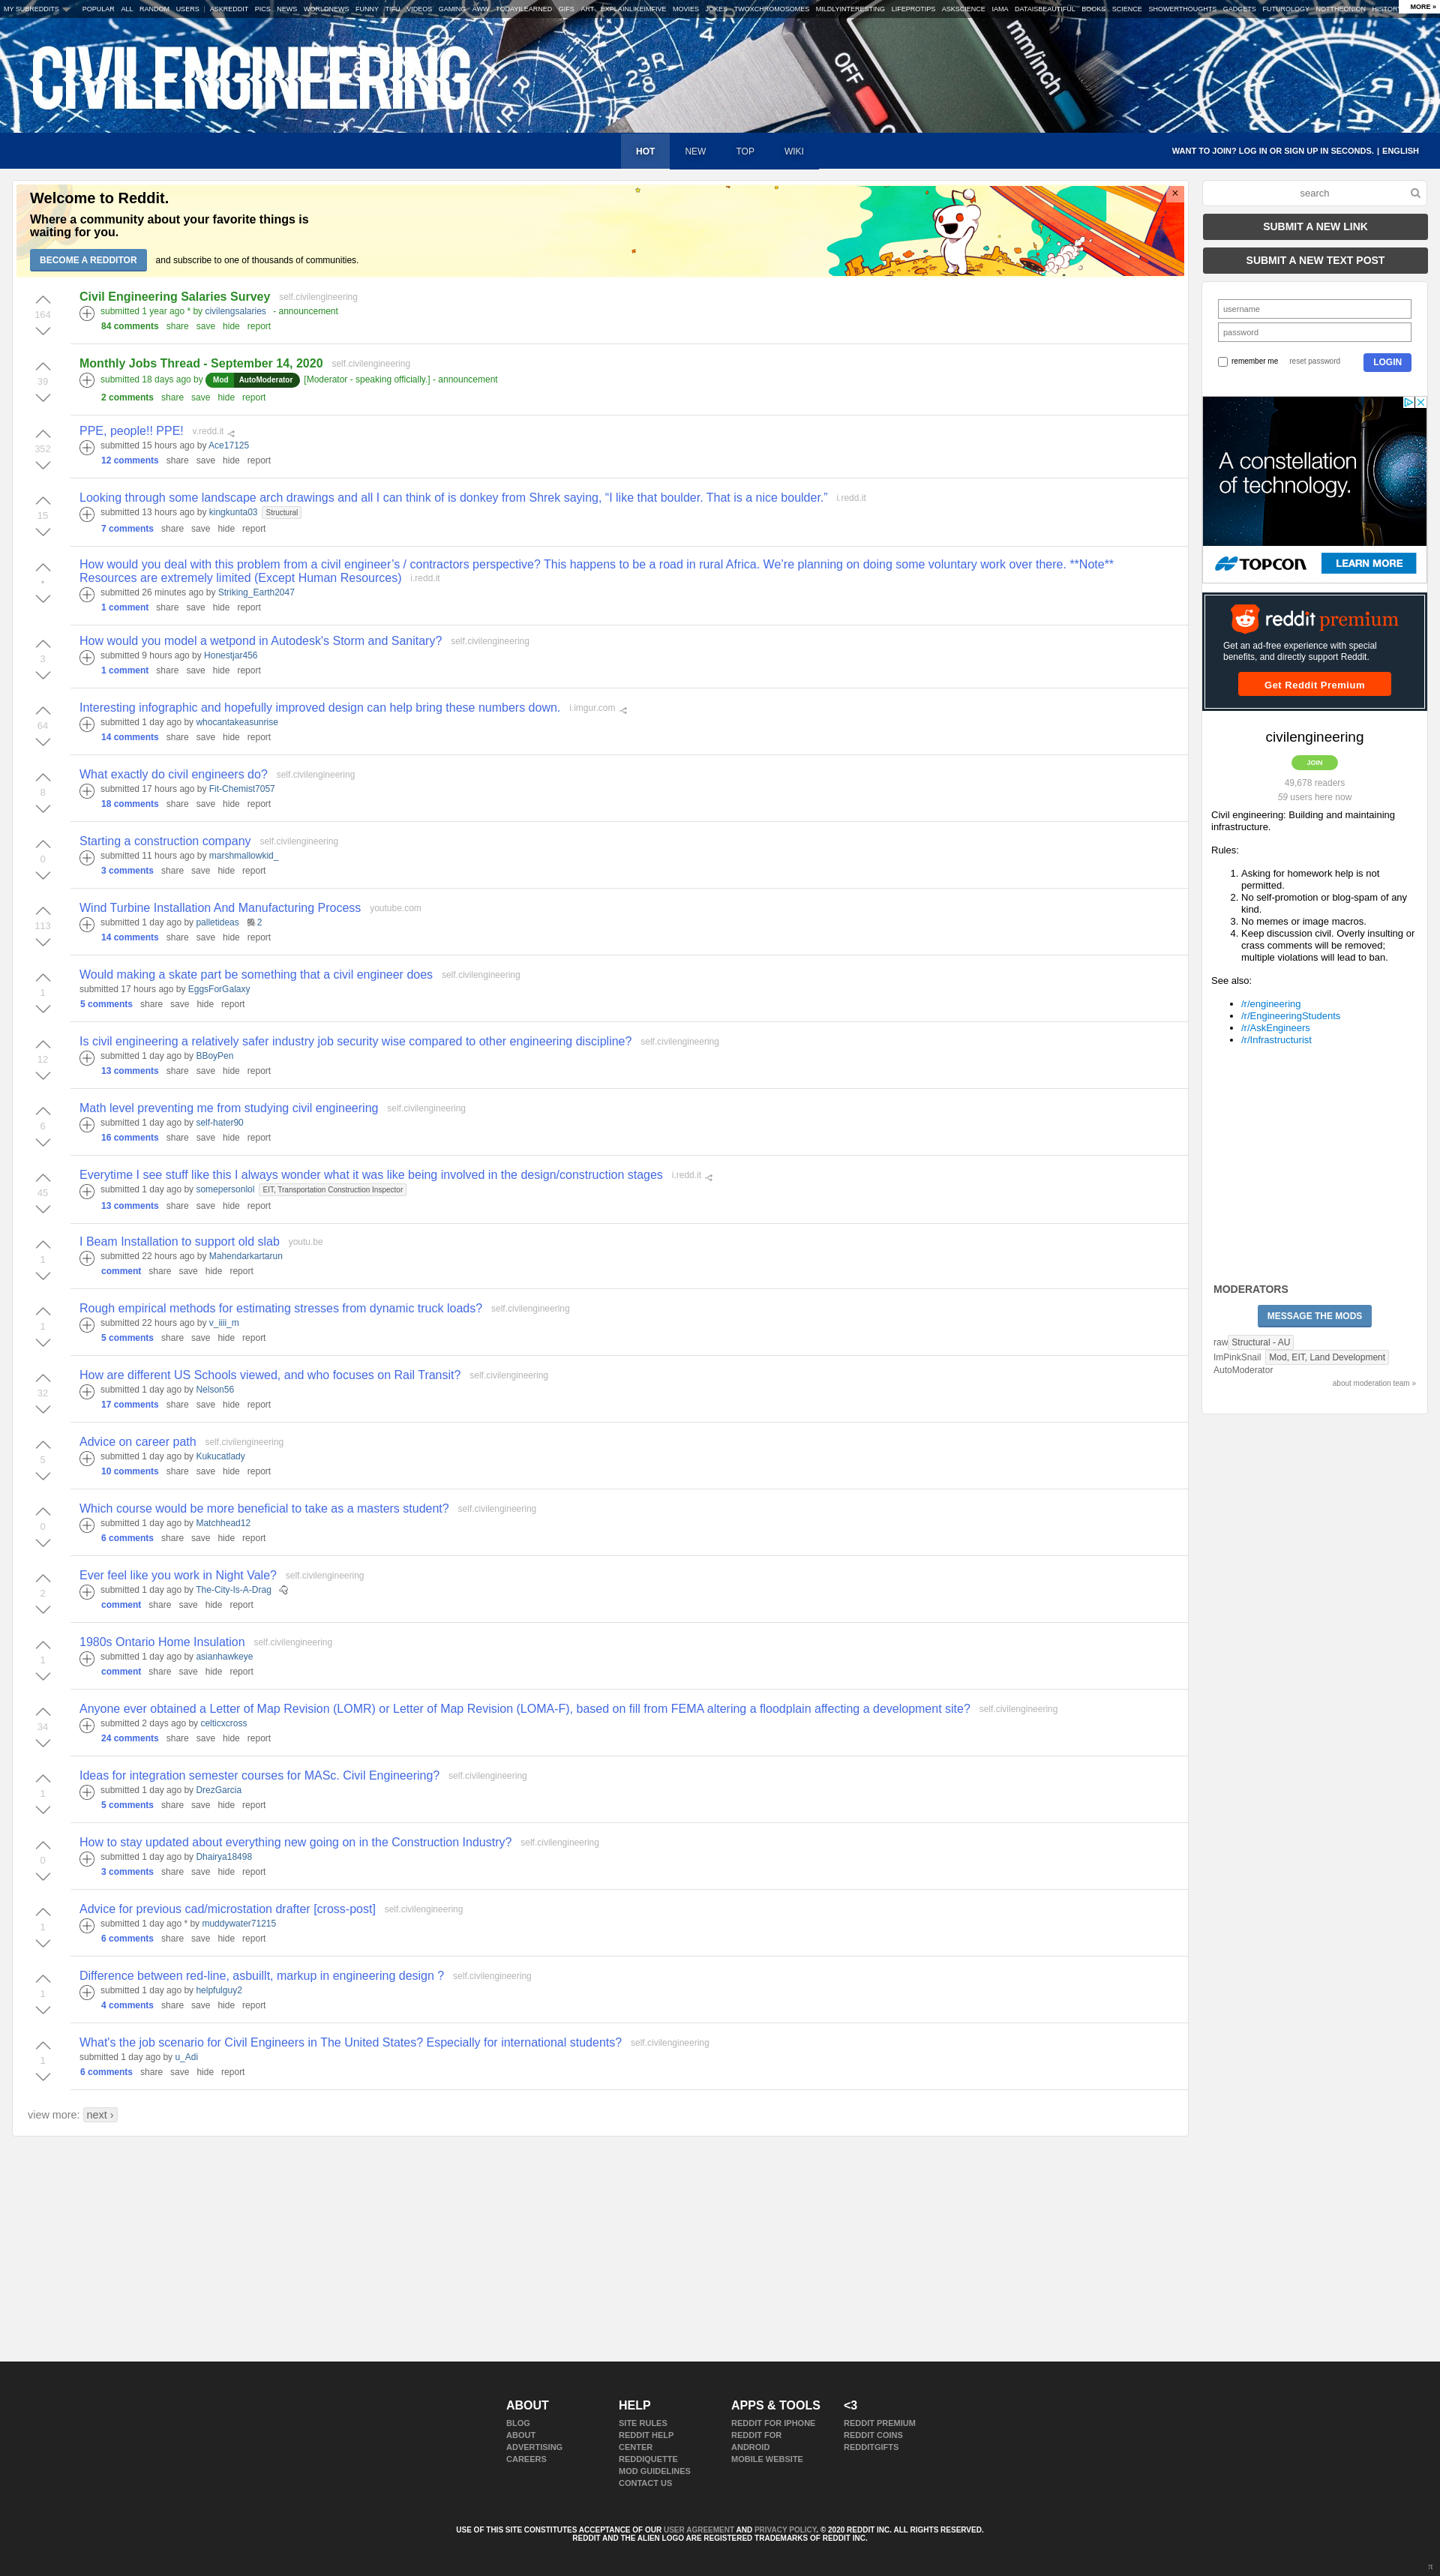 MY SUBREDDITS POPULAR ALL RANDOM USERS | ASKREDDIT PICS NEWS WORLDNEWS FUNNY TIFU VIDEOS GAMING AWW TODAYILEARNED GIFS ART EXPLAINLIKEIMFIVE MOVIES JOKES TWOXCHROMOSOMES MILDLYINTERESTING LIFEPROTIPS ASKSCIENCE IAMA DATAISBEAUTIFUL BOOKS SCIENCE SHOWERTHOUGHTS GADGETS FUTUROLOGY NOTTHEONION HISTORY MORE »
CIVILENGINEERING
OFF mm/inch
HOT NEW TOP WIKI
WANT TO JOIN? LOG IN OR SIGN UP IN SECONDS. | ENGLISH
Welcome to Reddit.
Where a community about your favorite things is
waiting for you.
BECOME A REDDITOR and subscribe to one of thousands of communities.
×
164
Civil Engineering Salaries Survey self.civilengineering
submitted 1 year ago * by civilengsalaries - announcement
84 comments share save hide report
39
Monthly Jobs Thread - September 14, 2020 self.civilengineering
submitted 18 days ago by Mod AutoModerator [Moderator - speaking officially.] - announcement
2 comments share save hide report
352
PPE, people!! PPE! v.redd.it
submitted 15 hours ago by Ace17125
12 comments share save hide report
15
Looking through some landscape arch drawings and all I can think of is donkey from Shrek saying, “I like that boulder. That is a nice boulder.” i.redd.it
submitted 13 hours ago by kingkunta03 Structural
7 comments share save hide report
•
How would you deal with this problem from a civil engineer’s / contractors perspective? This happens to be a road in rural Africa. We’re planning on doing some voluntary work over there. **Note**
Resources are extremely limited (Except Human Resources) i.redd.it
submitted 26 minutes ago by Striking_Earth2047
1 comment share save hide report
3
How would you model a wetpond in Autodesk's Storm and Sanitary? self.civilengineering
submitted 9 hours ago by Honestjar456
1 comment share save hide report
64
Interesting infographic and hopefully improved design can help bring these numbers down. i.imgur.com
submitted 1 day ago by whocantakeasunrise
14 comments share save hide report
8
What exactly do civil engineers do? self.civilengineering
submitted 17 hours ago by Fit-Chemist7057
18 comments share save hide report
0
Starting a construction company self.civilengineering
submitted 11 hours ago by marshmallowkid_
3 comments share save hide report
113
Wind Turbine Installation And Manufacturing Process youtube.com
submitted 1 day ago by palletideas 2
14 comments share save hide report
1
Would making a skate part be something that a civil engineer does self.civilengineering
submitted 17 hours ago by EggsForGalaxy
5 comments share save hide report
12
Is civil engineering a relatively safer industry job security wise compared to other engineering discipline? self.civilengineering
submitted 1 day ago by BBoyPen
13 comments share save hide report
6
Math level preventing me from studying civil engineering self.civilengineering
submitted 1 day ago by self-hater90
16 comments share save hide report
45
Everytime I see stuff like this I always wonder what it was like being involved in the design/construction stages i.redd.it
submitted 1 day ago by somepersonlol EIT, Transportation Construction Inspector
13 comments share save hide report
1
I Beam Installation to support old slab youtu.be
submitted 22 hours ago by Mahendarkartarun
comment share save hide report
1
Rough empirical methods for estimating stresses from dynamic truck loads? self.civilengineering
submitted 22 hours ago by v_iiii_m
5 comments share save hide report
32
How are different US Schools viewed, and who focuses on Rail Transit? self.civilengineering
submitted 1 day ago by Nelson56
17 comments share save hide report
5
Advice on career path self.civilengineering
submitted 1 day ago by Kukucatlady
10 comments share save hide report
0
Which course would be more beneficial to take as a masters student? self.civilengineering
submitted 1 day ago by Matchhead12
6 comments share save hide report
2
Ever feel like you work in Night Vale? self.civilengineering
submitted 1 day ago by The-City-Is-A-Drag
comment share save hide report
1
1980s Ontario Home Insulation self.civilengineering
submitted 1 day ago by asianhawkeye
comment share save hide report
34
Anyone ever obtained a Letter of Map Revision (LOMR) or Letter of Map Revision (LOMA-F), based on fill from FEMA altering a floodplain affecting a development site? self.civilengineering
submitted 2 days ago by celticxcross
24 comments share save hide report
1
Ideas for integration semester courses for MASc. Civil Engineering? self.civilengineering
submitted 1 day ago by DrezGarcia
5 comments share save hide report
0
How to stay updated about everything new going on in the Construction Industry? self.civilengineering
submitted 1 day ago by Dhairya18498
3 comments share save hide report
1
Advice for previous cad/microstation drafter [cross-post] self.civilengineering
submitted 1 day ago * by muddywater71215
6 comments share save hide report
1
Difference between red-line, asbuillt, markup in engineering design ? self.civilengineering
submitted 1 day ago by helpfulguy2
4 comments share save hide report
1
What's the job scenario for Civil Engineers in The United States? Especially for international students? self.civilengineering
submitted 1 day ago by u_Adi
6 comments share save hide report
view more: next ›
search
SUBMIT A NEW LINK
SUBMIT A NEW TEXT POST
username
password
remember me reset password LOGIN
A constellation
of technology.
TOPCON LEARN MORE
reddit premium
Get an ad-free experience with special
benefits, and directly support Reddit.
Get Reddit Premium
civilengineering
JOIN
49,678 readers
59 users here now
Civil engineering: Building and maintaining
infrastructure.
Rules:
1. Asking for homework help is not
permitted.
2. No self-promotion or blog-spam of any
kind.
3. No memes or image macros.
4. Keep discussion civil. Overly insulting or
crass comments will be removed;
multiple violations will lead to ban.
See also:
• /r/engineering
• /r/EngineeringStudents
• /r/AskEngineers
• /r/Infrastructurist
MODERATORS
MESSAGE THE MODS
raw Structural - AU
ImPinkSnail Mod, EIT, Land Development
AutoModerator
about moderation team »
ABOUT
BLOG
ABOUT
ADVERTISING
CAREERS
HELP
SITE RULES
REDDIT HELP
CENTER
REDDIQUETTE
MOD GUIDELINES
CONTACT US
APPS & TOOLS
REDDIT FOR IPHONE
REDDIT FOR
ANDROID
MOBILE WEBSITE
<3
REDDIT PREMIUM
REDDIT COINS
REDDITGIFTS
USE OF THIS SITE CONSTITUTES ACCEPTANCE OF OUR USER AGREEMENT AND PRIVACY POLICY. © 2020 REDDIT INC. ALL RIGHTS RESERVED.
REDDIT AND THE ALIEN LOGO ARE REGISTERED TRADEMARKS OF REDDIT INC.
π